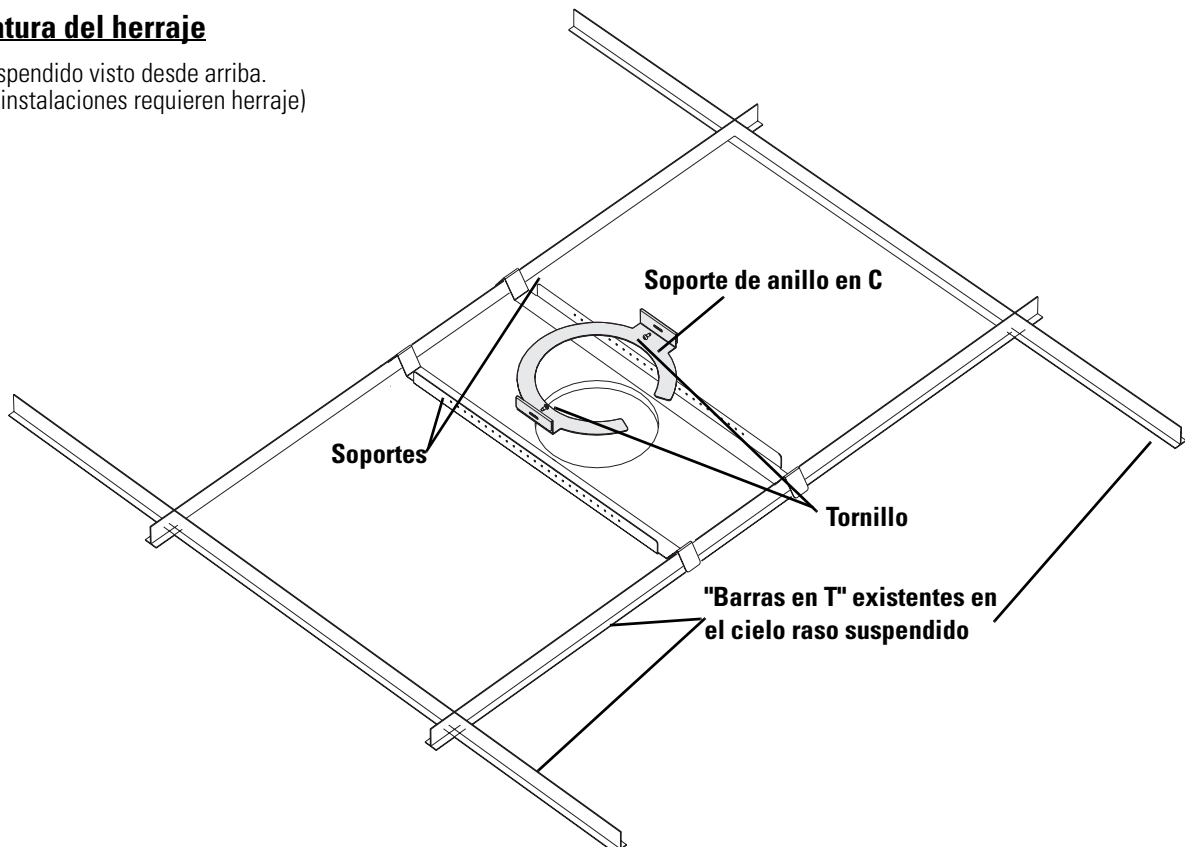 atura del herraje
spendido visto desde arriba.
instalaciones requieren herraje)
Soporte de anillo en C
Soportes
Tornillo
"Barras en T" existentes en
el cielo raso suspendido